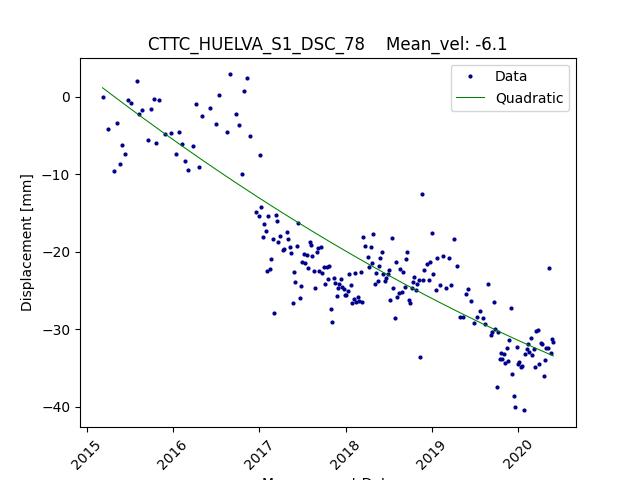 CTTC_HUELVA_S1_DSC_78    Mean_vel: -6.1
Data
Quadratic
Displacement [mm]
0
−10
−20
−30
−40
2015
2016
2017
2018
2019
2020